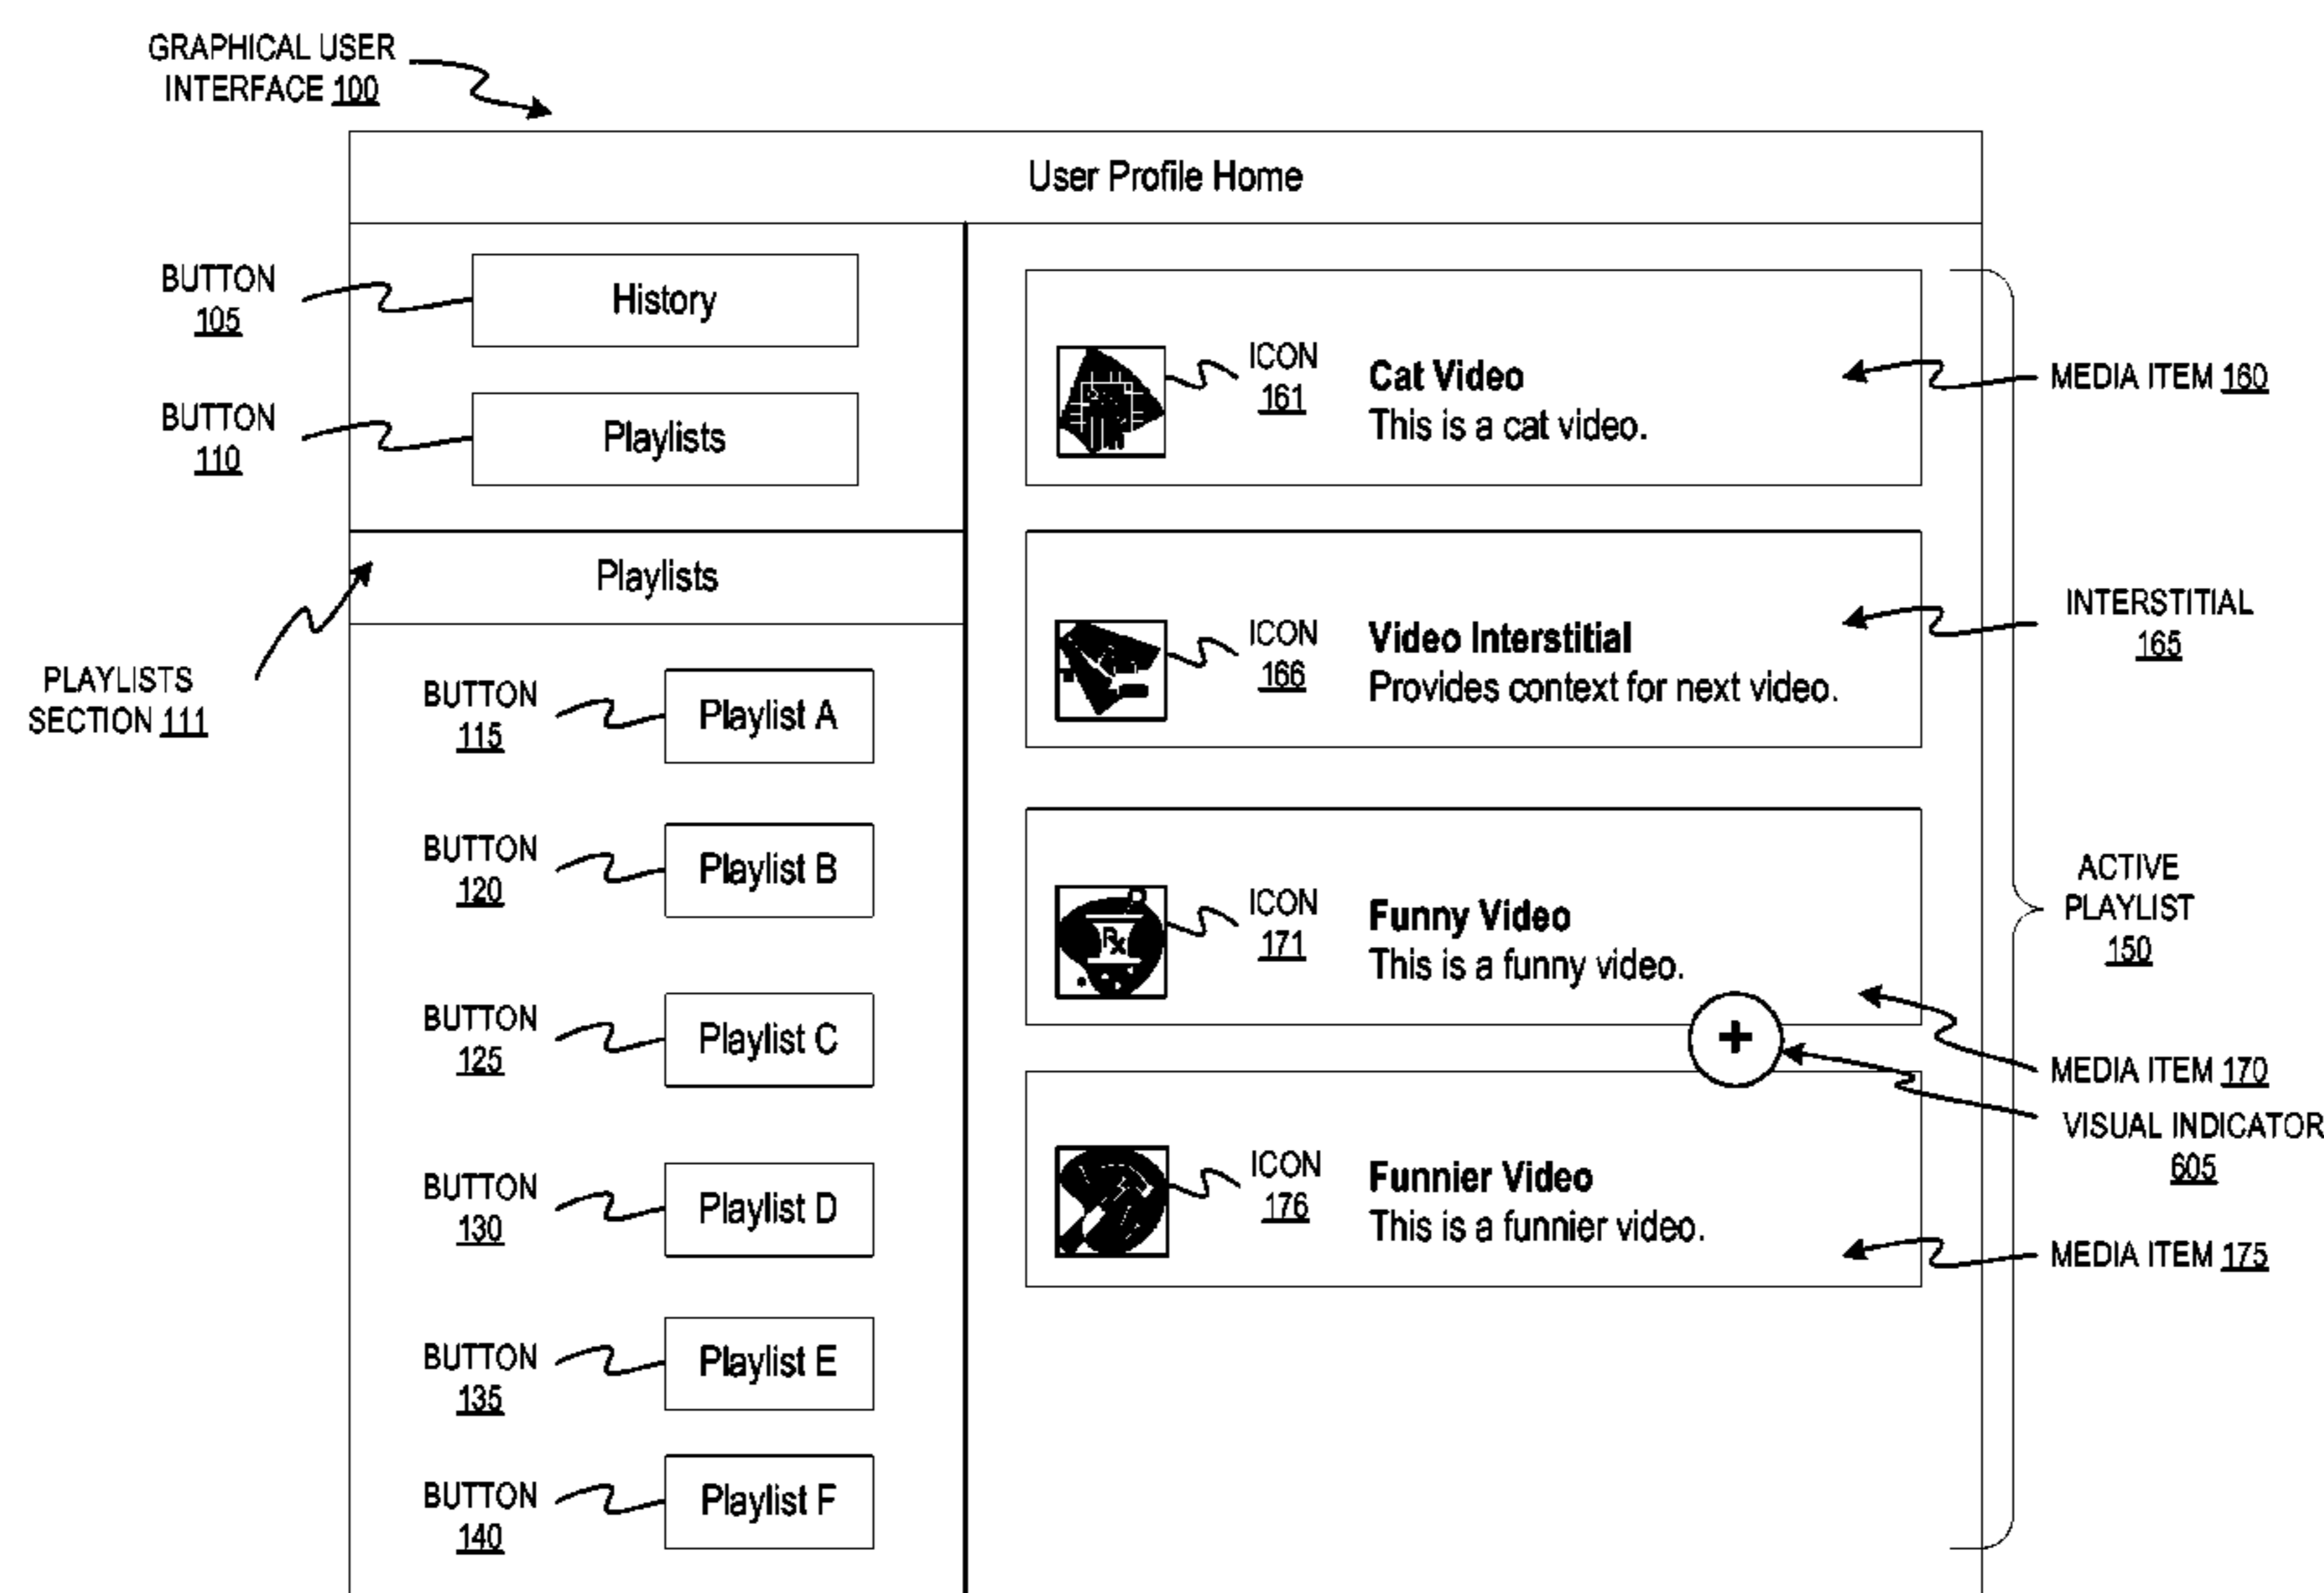 GRAPHICAL USER
INTERFACE 100
User Profile Home
BUTTON
105
History
BUTTON
110
Playlists
Playlists
PLAYLISTS
SECTION 111
BUTTON
115
Playlist A
BUTTON
120
Playlist B
BUTTON
125
Playlist C
BUTTON
130
Playlist D
BUTTON
135
Playlist E
BUTTON
140
Playlist F
ICON
161
Cat Video
This is a cat video.
MEDIA ITEM 160
ICON
166
Video Interstitial
Provides context for next video.
INTERSTITIAL
165
Rx
ICON
171
Funny Video
This is a funny video.
ACTIVE
PLAYLIST
150
+
MEDIA ITEM 170
VISUAL INDICATOR
605
ICON
176
Funnier Video
This is a funnier video.
MEDIA ITEM 175